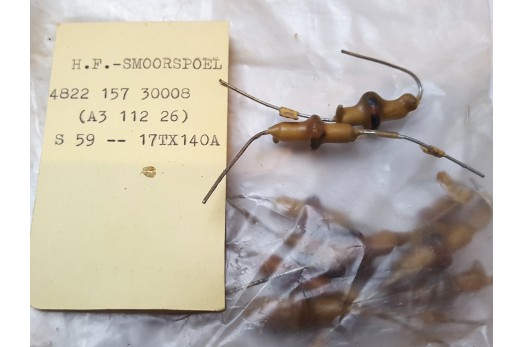 H.F.-SMOORSPOEL
4822 157 30008
(A3 112 26)
S 59 -- 17TX140A